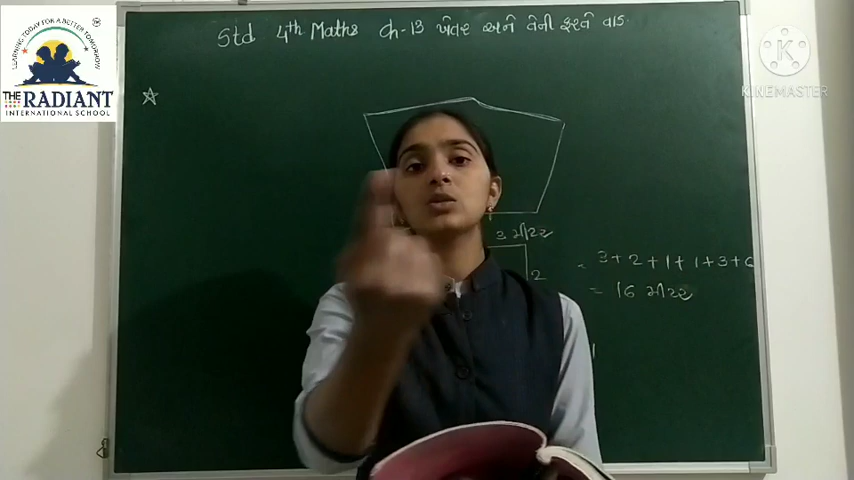 LEARNING TODAY FOR A BETTER TOMORROW
THE RADIANT
INTERNATIONAL SCHOOL
Std 4th Maths Ch-13 ખેતર અને તેની ફરતે વાડ
KINEMASTER
3 મીટર
2
= 3+2+1+1+3+6
= 16 મીટર
1